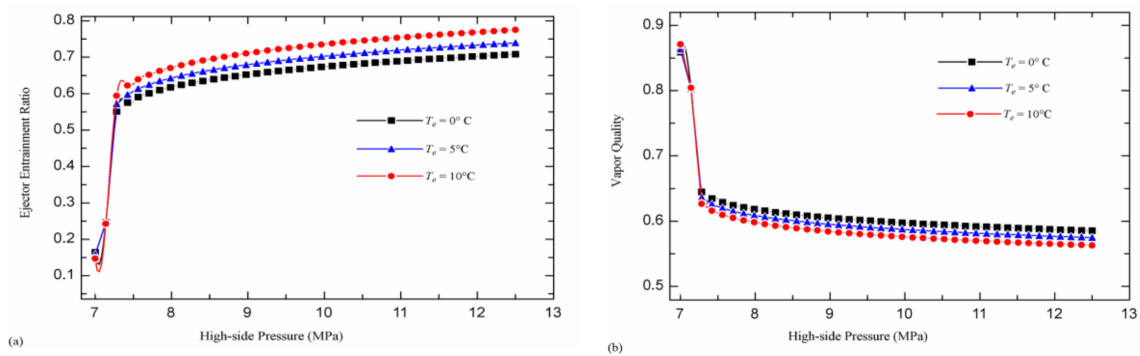 0.8
0.7
0.6
0.5
0.4
0.3
0.2
0.1
Ejector Entrainment Ratio
Te = 0° C
Te = 5°C
Te = 10°C
7 8 9 10 11 12 13
High-side Pressure (MPa)
(a)
0.9
0.8
0.7
0.6
0.5
Vapor Quality
Te = 0° C
Te = 5° C
Te = 10°C
7 8 9 10 11 12 13
High-side Pressure (MPa)
(b)